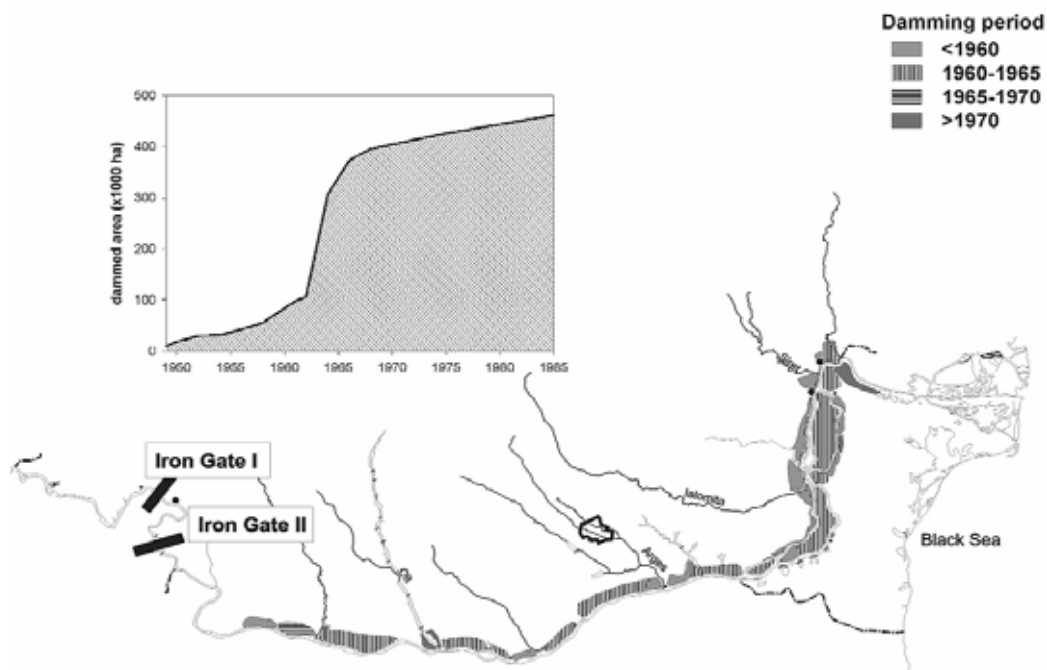 Damming period
<1960
1960-1965
1965-1970
>1970
dammed area (x1000 ha)
500
400
300
200
100
0
1950 1955 1960 1965 1970 1975 1980 1985
Iron Gate I
Iron Gate II
Olt
Arges
Ialomita
Siret
Black Sea